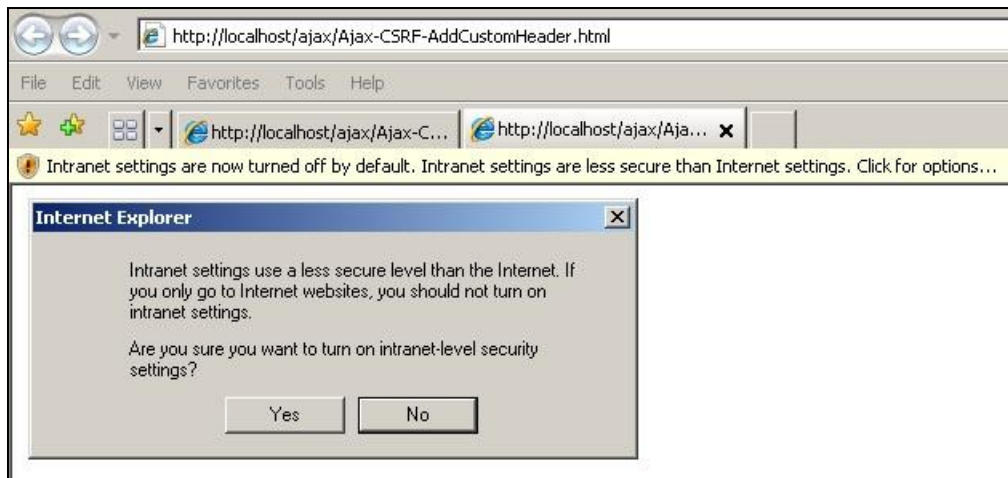 http://localhost/ajax/Ajax-CSRF-AddCustomHeader.html
File Edit View Favorites Tools Help
http://localhost/ajax/Ajax-C... http://localhost/ajax/Aja...
Intranet settings are now turned off by default. Intranet settings are less secure than Internet settings. Click for options...
Internet Explorer
Intranet settings use a less secure level than the Internet. If
you only go to Internet websites, you should not turn on
intranet settings.
Are you sure you want to turn on intranet-level security
settings?
Yes No